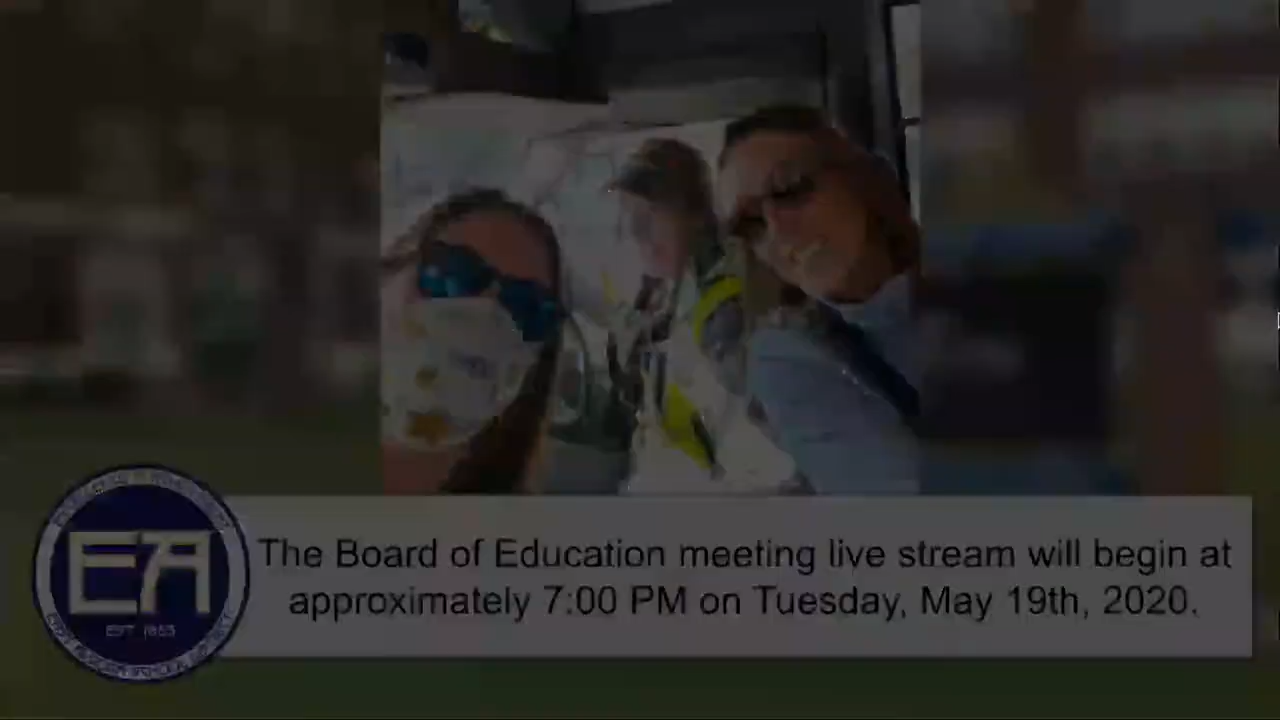 EA
EST. 1855
The Board of Education meeting live stream will begin at
approximately 7:00 PM on Tuesday, May 19th, 2020.